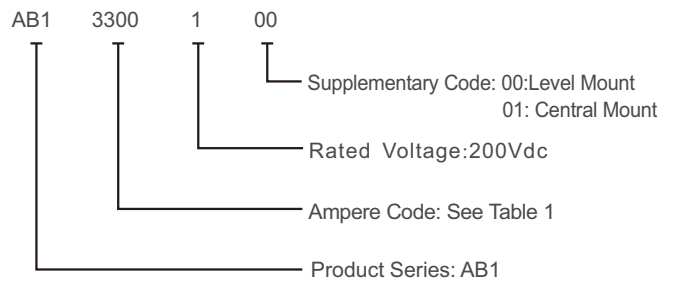 AB1 3300 1 00
Supplementary Code: 00:Level Mount
01: Central Mount
Rated Voltage:200Vdc
Ampere Code: See Table 1
Product Series: AB1